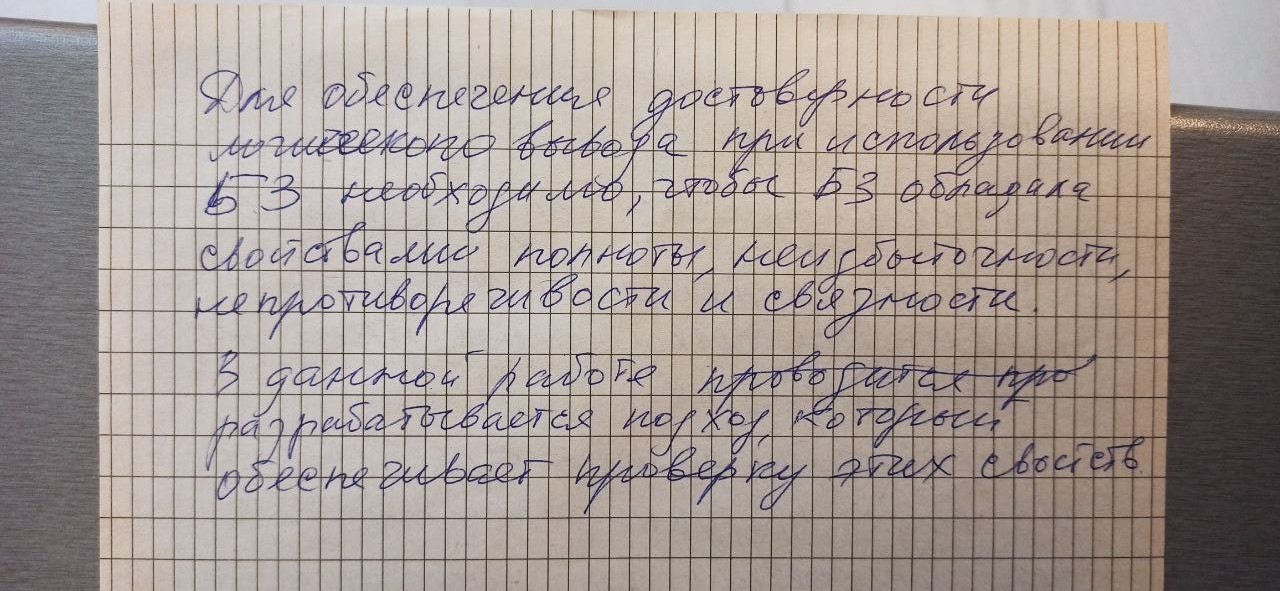 Для обеспечения достоверности
логического вывода при использовании
БЗ необходимо, чтобы БЗ обладала
свойствами полноты, неизбыточности,
непротиворечивости и связности.
В данной работе проводится про
разрабатывается подход, который
обеспечивает проверку этих свойств.